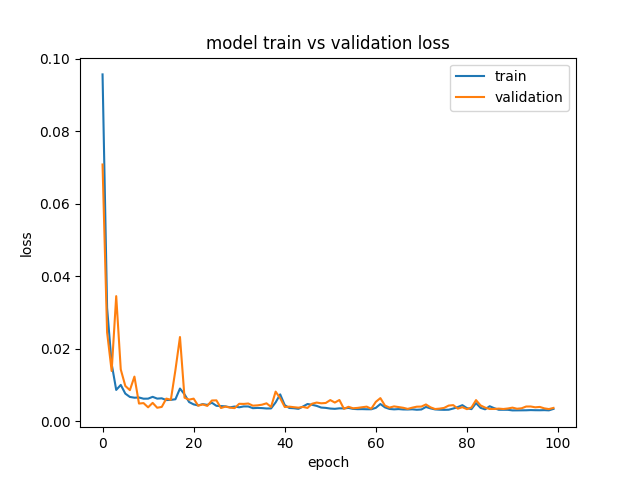 model train vs validation loss
train
validation
loss
0.10
0.08
0.06
0.04
0.02
0.00
0 20 40 60 80 100
epoch